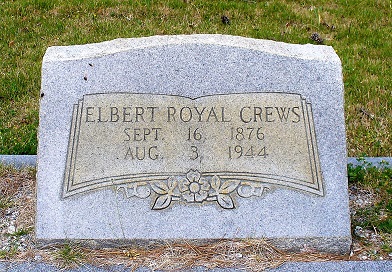 ELBERT ROYAL CREWS
SEPT. 16, 1876
AUG. 3, 1944